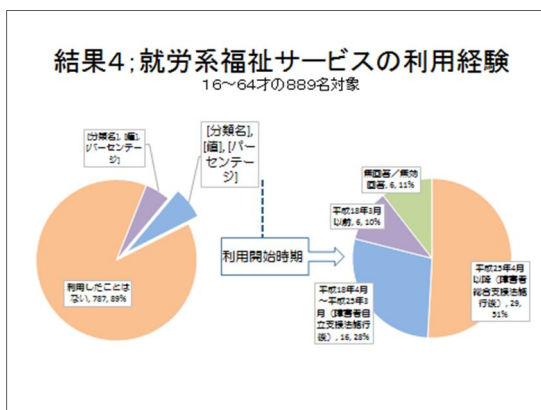 結果４；就労系福祉サービスの利用経験
16～64才の889名対象
[分類名], [値],
[パーセンテー
ジ]
[分類名],
[値], [パー
センテー
ジ]
利用したことは
ない, 787, 89%
利用開始時期
無回答／無効
回答, 6, 11%
平成18年3月
以前, 6, 10%
平成18年4月
～平成25年3
月（障害者自
立支援法施行
後）, 16, 28%
平成25年4月
以降（障害者
総合支援法施
行後）, 29,
51%